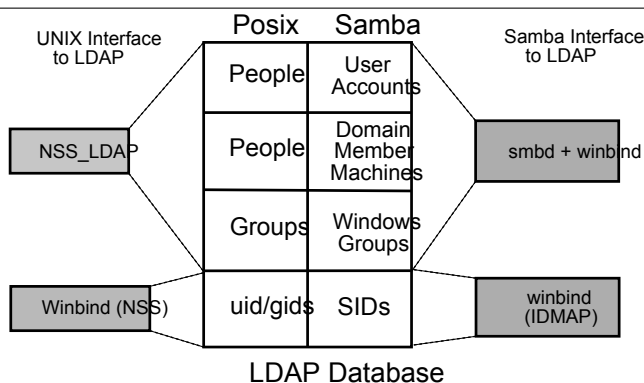 UNIX Interface
to LDAP
Posix
Samba
Samba Interface
to LDAP
People
User
Accounts
NSS_LDAP
People
Domain
Member
Machines
smbd + winbind
Groups
Windows
Groups
Winbind (NSS)
uid/gids
SIDs
winbind
(IDMAP)
LDAP Database